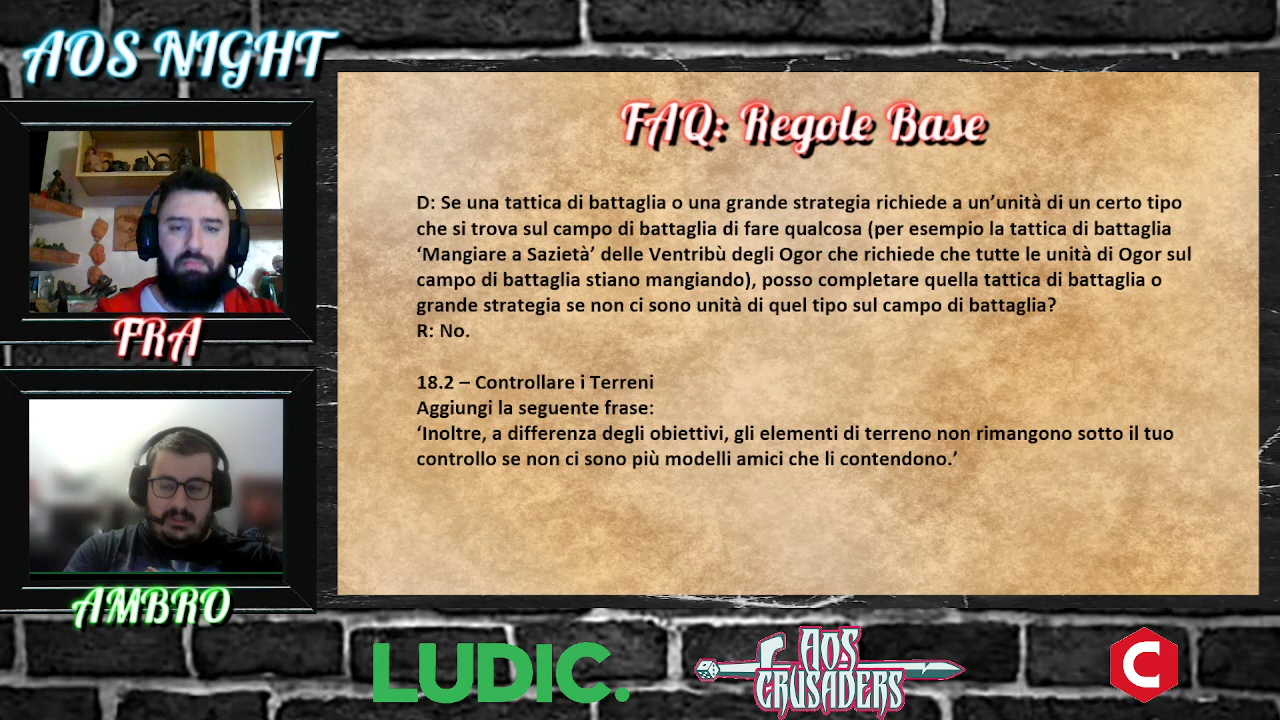 AOS NIGHT
FAQ: Regole Base
D: Se una tattica di battaglia o una grande strategia richiede a un’unità di un certo tipo
che si trova sul campo di battaglia di fare qualcosa (per esempio la tattica di battaglia
‘Mangiare a Sazietà’ delle Ventribù degli Ogor che richiede che tutte le unità di Ogor sul
campo di battaglia stiano mangiando), posso completare quella tattica di battaglia o
grande strategia se non ci sono unità di quel tipo sul campo di battaglia?
R: No.
18.2 – Controllare i Terreni
Aggiungi la seguente frase:
‘Inoltre, a differenza degli obiettivi, gli elementi di terreno non rimangono sotto il tuo
controllo se non ci sono più modelli amici che li contendono.’
FRA
AMBRO
LUDIC.
AOS
CRUSADERS
C